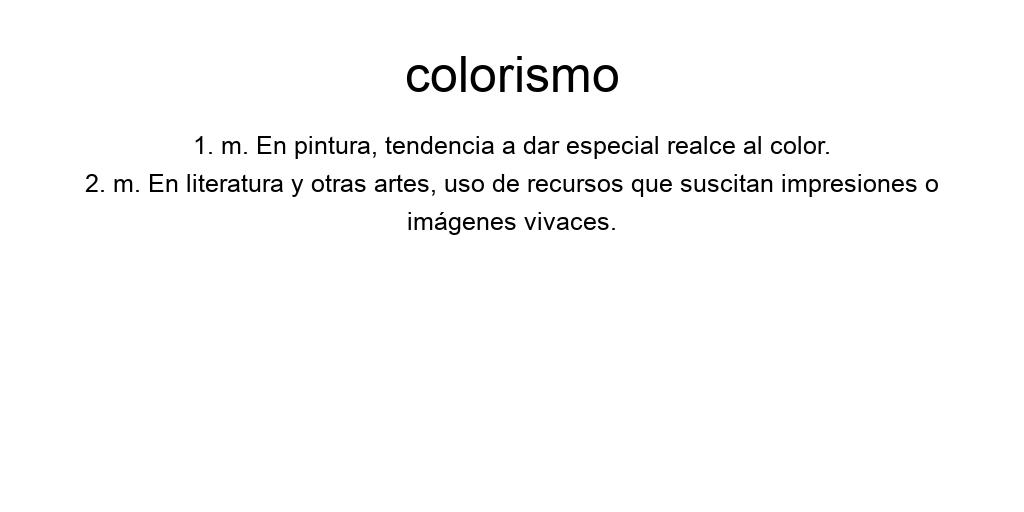 colorismo
1. m. En pintura, tendencia a dar especial realce al color.
2. m. En literatura y otras artes, uso de recursos que suscitan impresiones o
imágenes vivaces.